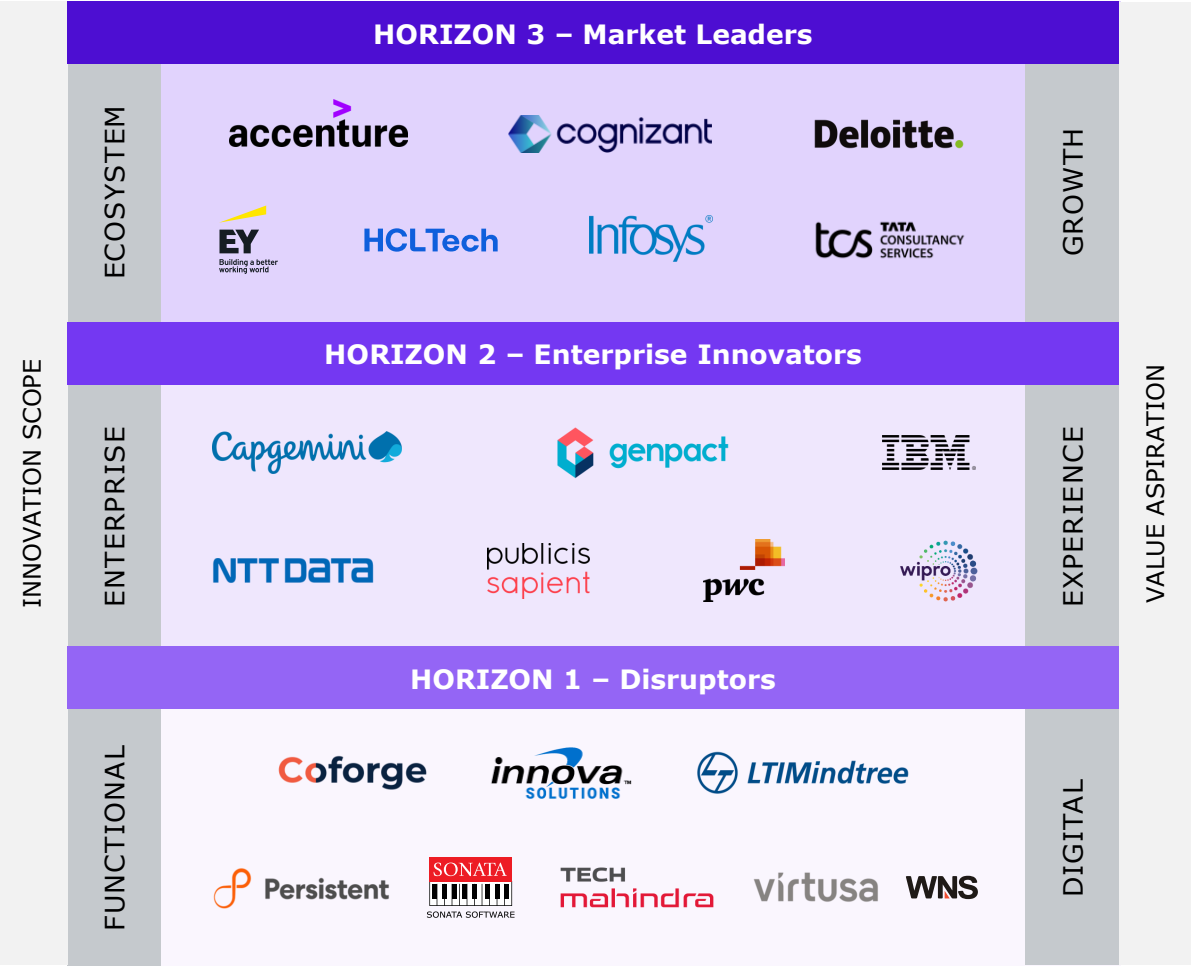 HORIZON 3 – Market Leaders
ECOSYSTEM
accenture
cognizant
Deloitte.
GROWTH
EY
Building a better
working world
HCLTech
Infosys®
tcs
TATA
CONSULTANCY
SERVICES
INNOVATION SCOPE
HORIZON 2 – Enterprise Innovators
VALUE ASPIRATION
ENTERPRISE
Capgemini
genpact
IBM®
EXPERIENCE
NTT DATA
publicis
sapient
pwc
wipro
HORIZON 1 – Disruptors
FUNCTIONAL
Coforge
innova™
SOLUTIONS
LTIMindtree
DIGITAL
Persistent
SONATA
SONATA SOFTWARE
TECH
mahindra
virtusa
WNS